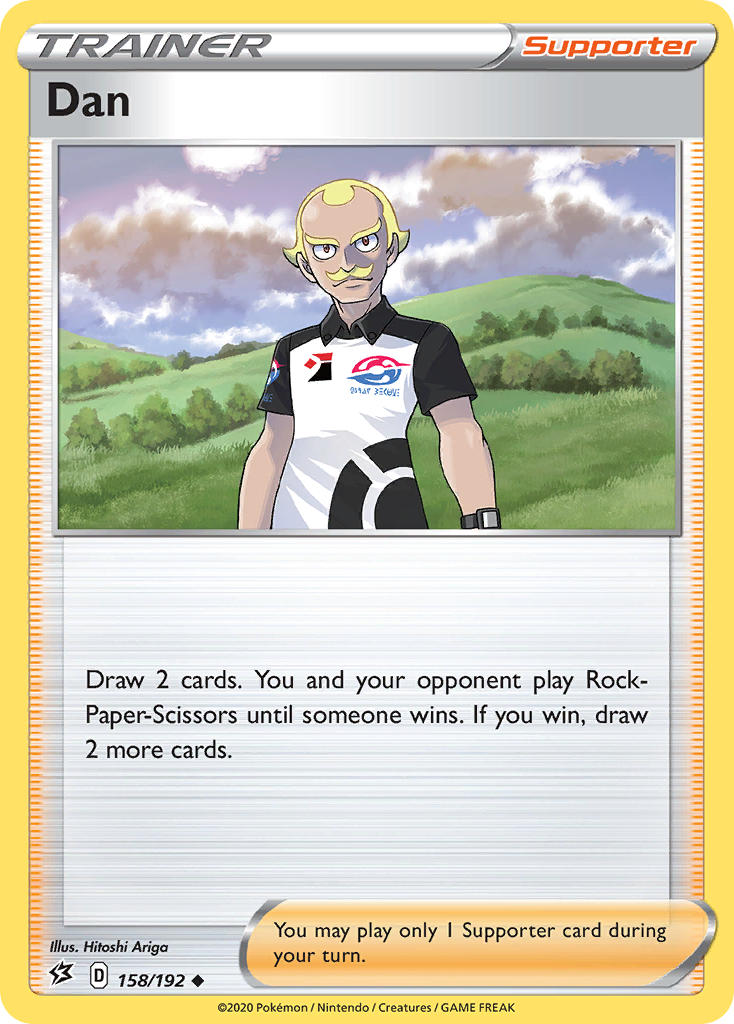 TRAINER
Supporter
Dan
Draw 2 cards. You and your opponent play Rock-
Paper-Scissors until someone wins. If you win, draw
2 more cards.
You may play only 1 Supporter card during
your turn.
Illus. Hitoshi Ariga
D 158/192
©2020 Pokémon / Nintendo / Creatures / GAME FREAK